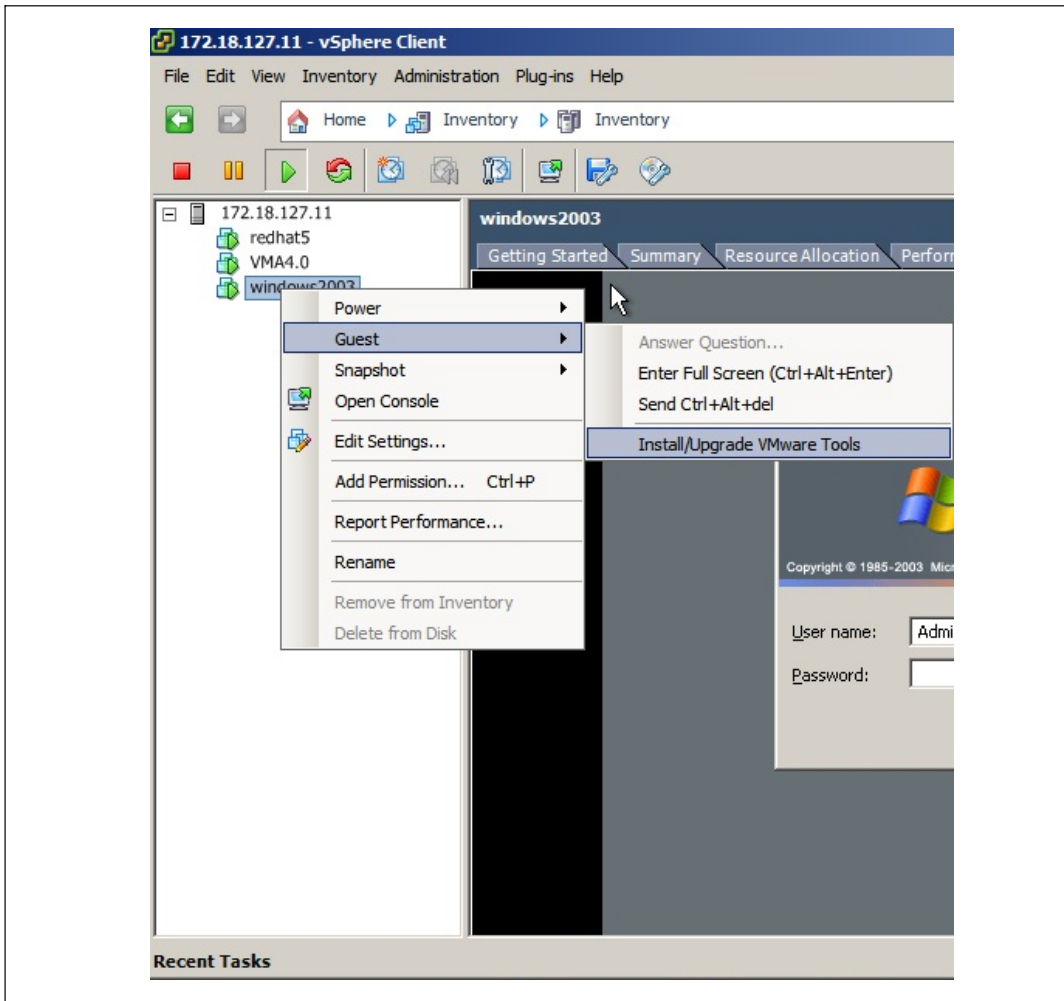 172.18.127.11 - vSphere Client
File Edit View Inventory Administration Plug-ins Help
Home Inventory Inventory
172.18.127.11
redhat5
VMA4.0
windows2003
windows2003
Getting Started Summary Resource Allocation Perforr
Power
Guest
Snapshot
Open Console
Edit Settings...
Add Permission... Ctrl+P
Report Performance...
Rename
Remove from Inventory
Delete from Disk
Answer Question...
Enter Full Screen (Ctrl+Alt+Enter)
Send Ctrl+Alt+del
Install/Upgrade VMware Tools
Copyright © 1985-2003 Micr
User name: Admi
Password:
Recent Tasks